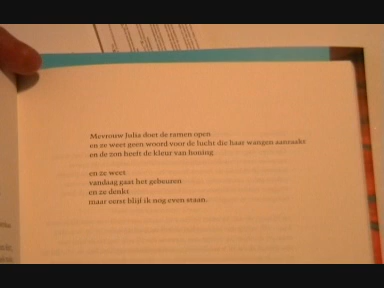 Mevrouw Julia doet de ramen open
en ze weet geen woord voor de lucht die haar wangen aanraakt
en de zon heeft de kleur van honing
en ze weet
vandaag gaat het gebeuren
en ze denkt
maar eerst blijf ik nog even staan.